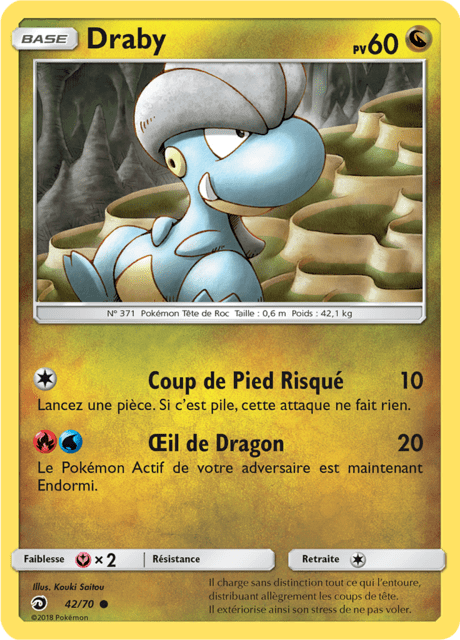 BASE Draby PV60
N° 371 Pokémon Tête de Roc Taille : 0,6 m Poids : 42,1 kg
Coup de Pied Risqué 10
Lancez une pièce. Si c'est pile, cette attaque ne fait rien.
Œil de Dragon 20
Le Pokémon Actif de votre adversaire est maintenant
Endormi.
Faiblesse × 2 Résistance Retraite
Illus. Kouki Saitou
42/70
©2018 Pokémon
Il charge sans distinction tout ce qui l'entoure,
distribuant allègrement les coups de tête.
Il extériorise ainsi son stress de ne pas voler.